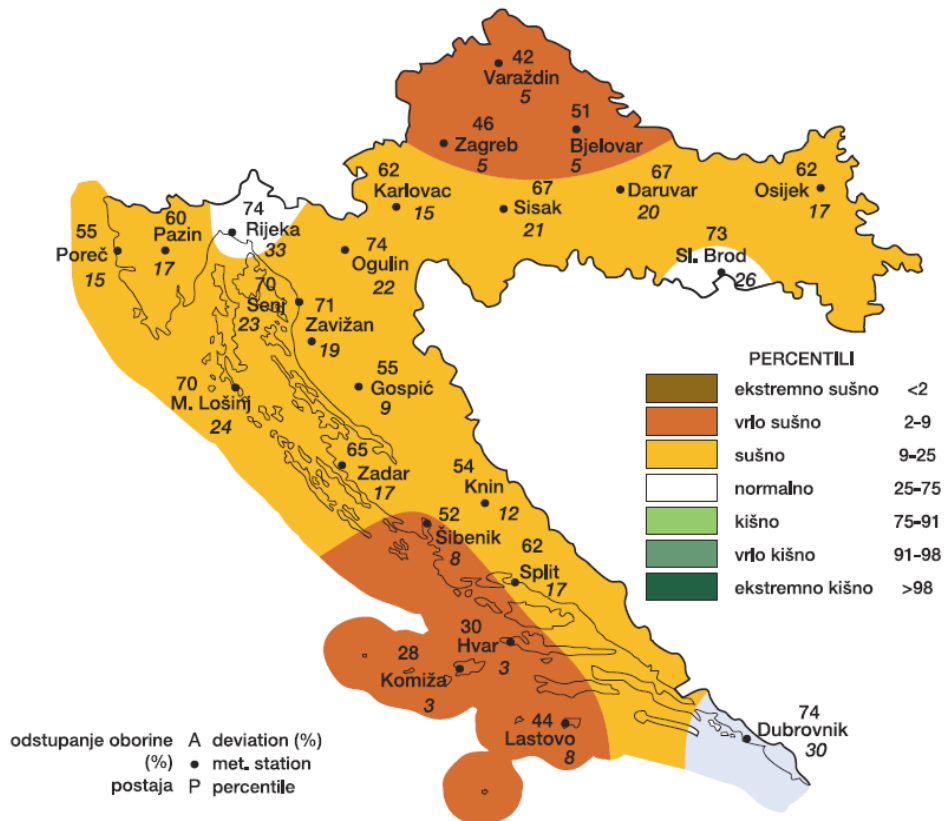 42
Varaždin
5
46
Zagreb
5
51
Bjelovar
5
62
Karlovac
15
67
Sisak
21
67
Daruvar
20
62
Osijek
17
55
Poreč
15
60
Pazin
17
74
Rijeka
33
74
Ogulin
22
73
Sl. Brod
26
70
Senj
23
71
Zavižan
19
55
Gospić
9
70
M. Lošinj
24
65
Zadar
17
54
Knin
12
52
Šibenik
8
62
Split
17
30
Hvar
3
28
Komiža
3
44
Lastovo
8
74
Dubrovnik
30
PERCENTILI
ekstremno sušno <2
vrlo sušno 2–9
sušno 9–25
normalno 25–75
kišno 75–91
vrlo kišno 91–98
ekstremno kišno >98
odstupanje oborine A deviation (%)
(%) ● met. station
postaja P percentile